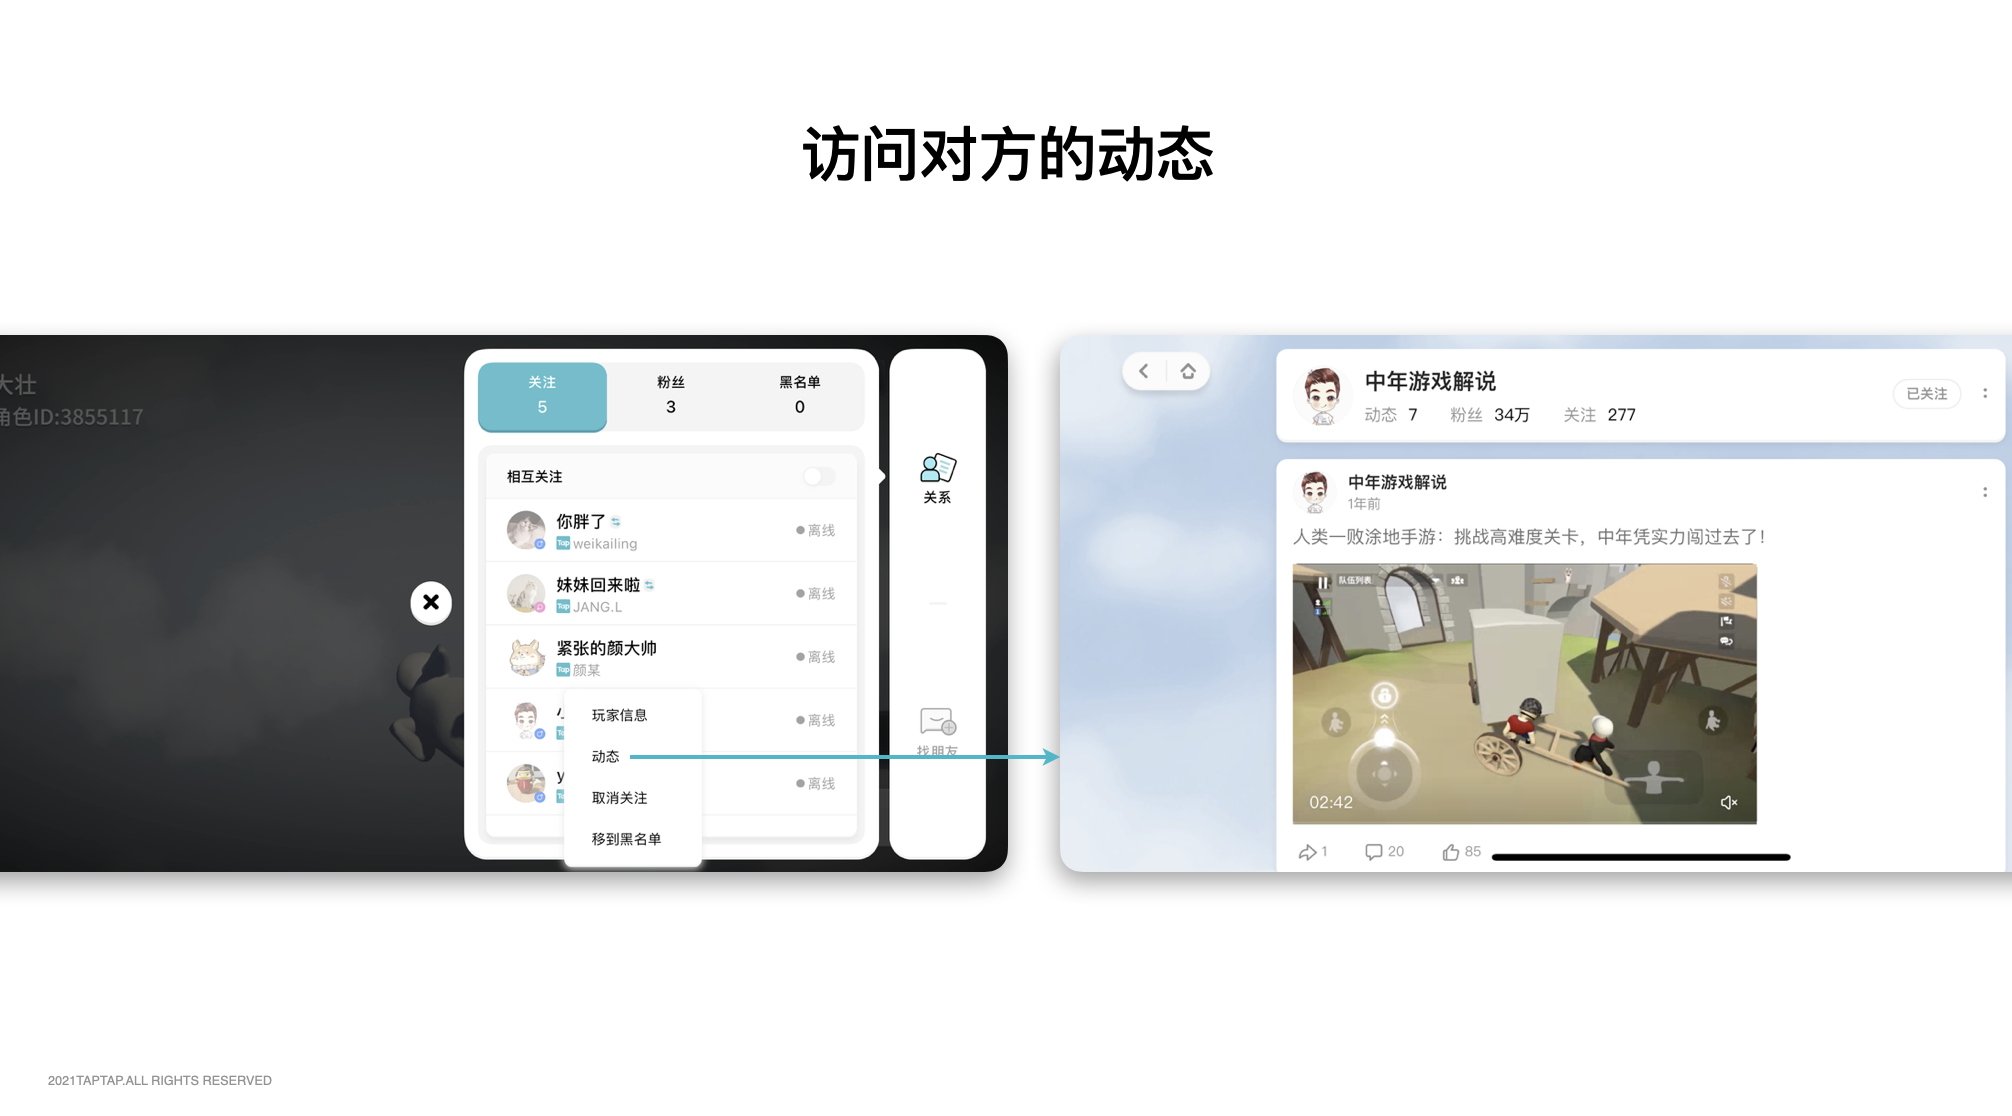 访问对方的动态
大壮
角色ID:3855117
关注
5
粉丝
3
黑名单
0
相互关注
你胖了
Tap weikailing
离线
妹妹回来啦
Tap JANG.L
离线
紧张的颜大帅
Tap 颜某
离线
离线
y
离线
玩家信息
动态
取消关注
移到黑名单
关系
找朋友
中年游戏解说
动态 7 粉丝 34万 关注 277
已关注
中年游戏解说
1年前
人类一败涂地手游：挑战高难度关卡，中年凭实力闯过去了！
队伍列表
02:42
1 20 85
2021TAPTAP.ALL RIGHTS RESERVED